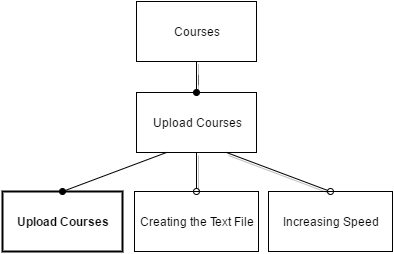 Courses
Upload Courses
Upload Courses
Creating the Text File
Increasing Speed